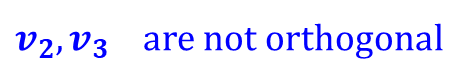 𝒗₂, 𝒗₃ are not orthogonal